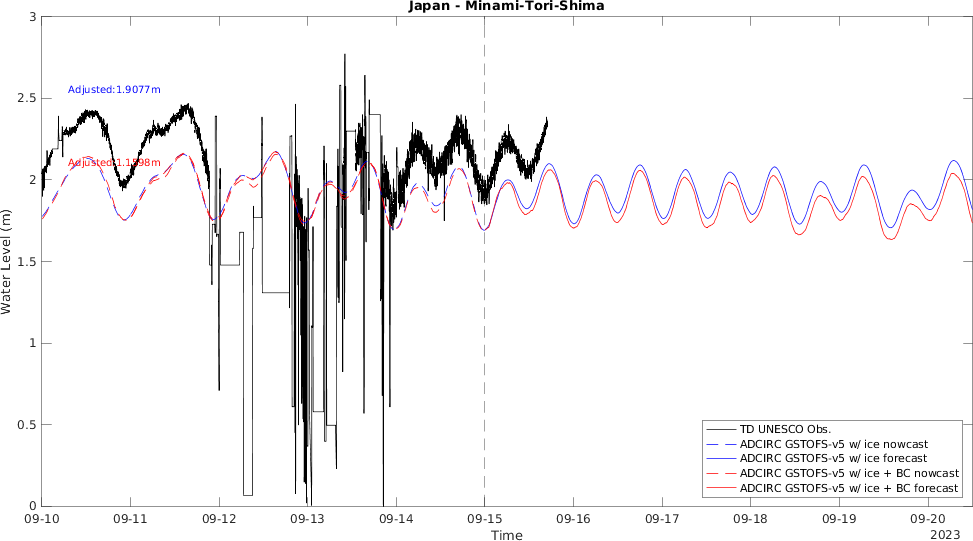 Japan - Minami-Tori-Shima
3
2.5
2
1.5
1
0.5
0
Water Level (m)
Adjusted:1.9077m
Adjusted:1.1598m
TD UNESCO Obs.
ADCIRC GSTOFS-v5 w/ ice nowcast
ADCIRC GSTOFS-v5 w/ ice forecast
ADCIRC GSTOFS-v5 w/ ice + BC nowcast
ADCIRC GSTOFS-v5 w/ ice + BC forecast
09-10 09-11 09-12 09-13 09-14 09-15 09-16 09-17 09-18 09-19 09-20
Time
2023